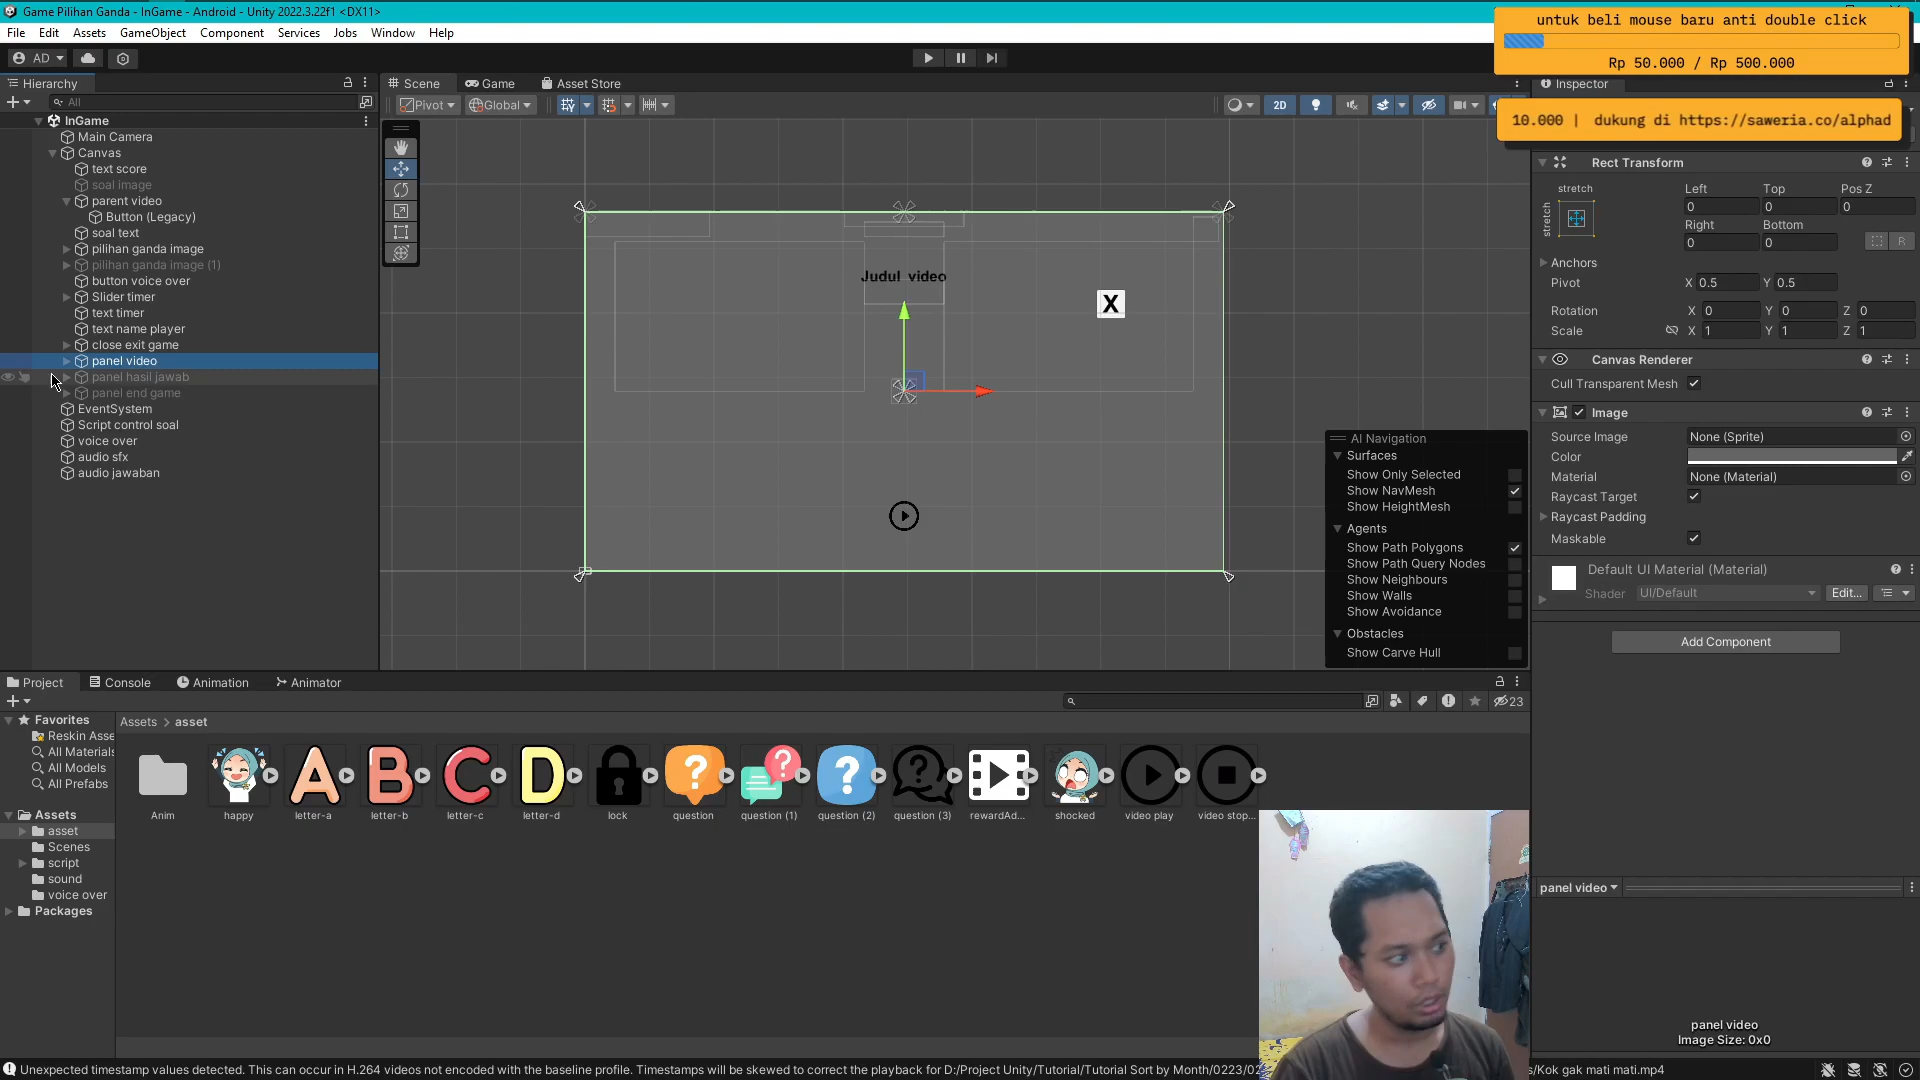 Game Pilihan Ganda - InGame - Android - Unity 2022.3.22f1 <DX11>
File Edit Assets GameObject Component Services Jobs Window Help
untuk beli mouse baru anti double click
Rp 50.000 / Rp 500.000
10.000 | dukung di https://saweria.co/alphad
AD
Hierarchy
All
InGame
Main Camera
Canvas
text score
soal image
parent video
Button (Legacy)
soal text
pilihan ganda image
pilihan ganda image (1)
button voice over
Slider timer
text timer
text name player
close exit game
panel video
panel hasil jawab
panel end game
EventSystem
Script control soal
voice over
audio sfx
audio jawaban
Scene Game Asset Store
Pivot Global 2D
Judul video
X
AI Navigation
Surfaces
Show Only Selected
Show NavMesh
Show HeightMesh
Agents
Show Path Polygons
Show Path Query Nodes
Show Neighbours
Show Walls
Show Avoidance
Obstacles
Show Carve Hull
Inspector
Rect Transform
stretch
stretch
Left Top Pos Z
0 0 0
Right Bottom
0 0 R
Anchors
Pivot X 0.5 Y 0.5
Rotation X 0 Y 0 Z 0
Scale X 1 Y 1 Z 1
Canvas Renderer
Cull Transparent Mesh
Image
Source Image None (Sprite)
Color
Material None (Material)
Raycast Target
Raycast Padding
Maskable
Default UI Material (Material)
Shader UI/Default Edit...
Add Component
panel video
panel video
Image Size: 0x0
Project Console Animation Animator
23
Favorites
Reskin Asse
All Materials
All Models
All Prefabs
Assets
asset
Scenes
script
sound
voice over
Packages
Assets > asset
Anim happy letter-a letter-b letter-c letter-d lock question question (1) question (2) question (3) rewardAd... shocked video play video stop...
A B C D
Unexpected timestamp values detected. This can occur in H.264 videos not encoded with the baseline profile. Timestamps will be skewed to correct the playback for D:/Project Unity/Tutorial/Tutorial Sort by Month/0223/02
s/Kok gak mati mati.mp4